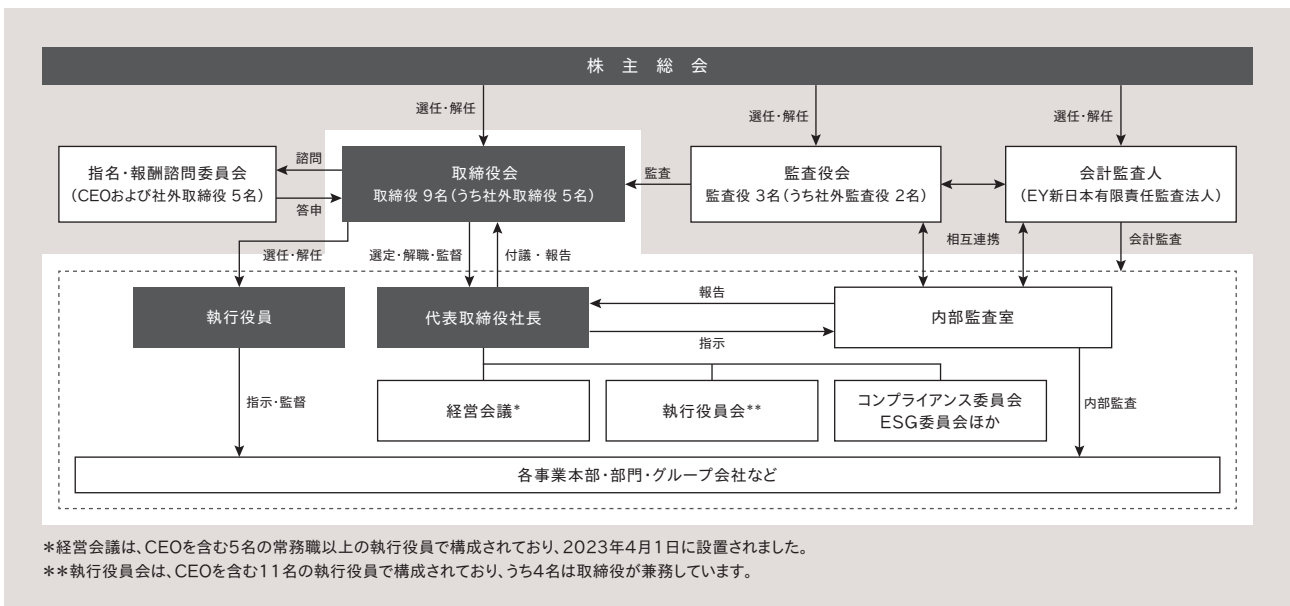 株主総会
選任・解任
選任・解任
選任・解任
指名・報酬諮問委員会
(CEOおよび社外取締役 5名)
諮問
答申
取締役会
取締役 9名(うち社外取締役 5名)
監査
監査役会
監査役 3名(うち社外監査役 2名)
会計監査人
(EY新日本有限責任監査法人)
選任・解任
選定・解職・監督
付議・報告
相互連携
会計監査
執行役員
代表取締役社長
報告
指示
内部監査室
指示・監督
経営会議*
執行役員会**
コンプライアンス委員会
ESG委員会ほか
内部監査
各事業本部・部門・グループ会社など
*経営会議は、CEOを含む5名の常務職以上の執行役員で構成されており、2023年4月1日に設置されました。
**執行役員会は、CEOを含む11名の執行役員で構成されており、うち4名は取締役が兼務しています。